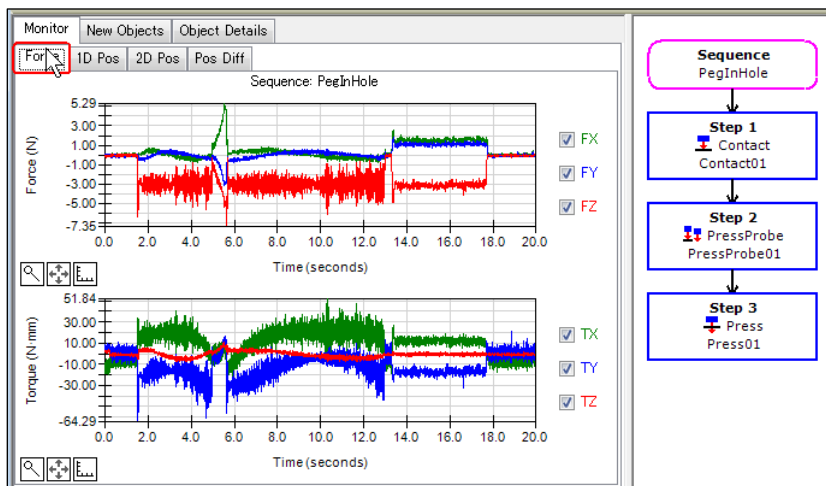 Monitor New Objects Object Details
Force 1D Pos 2D Pos Pos Diff
Sequence: PegInHole
Force (N)
5.29
3.00
1.00
-1.00
-3.00
-5.00
-7.35
0.0 2.0 4.0 6.0 8.0 10.0 12.0 14.0 16.0 18.0 20.0
Time (seconds)
FX
FY
FZ
Torque (N·mm)
51.84
30.00
10.00
-10.00
-30.00
-64.29
0.0 2.0 4.0 6.0 8.0 10.0 12.0 14.0 16.0 18.0 20.0
Time (seconds)
TX
TY
TZ
Sequence
PegInHole
Step 1
Contact
Contact01
Step 2
PressProbe
PressProbe01
Step 3
Press
Press01